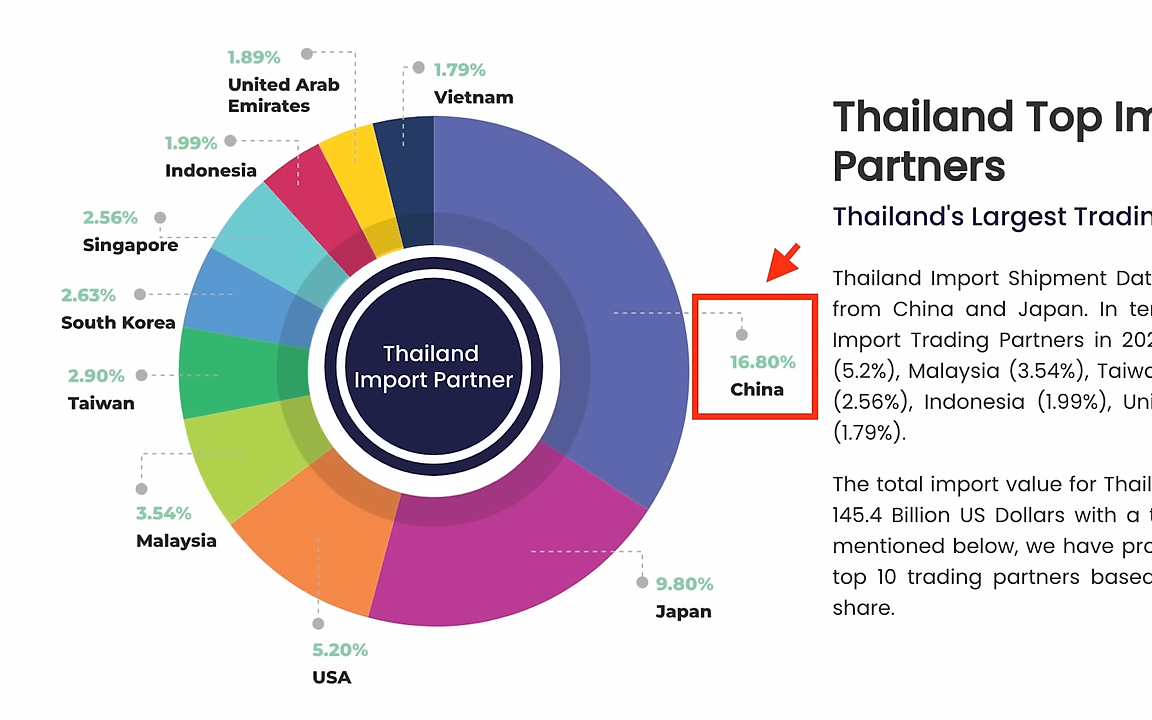 1.89%
United Arab
Emirates
1.79%
Vietnam
1.99%
Indonesia
2.56%
Singapore
2.63%
South Korea
2.90%
Taiwan
3.54%
Malaysia
5.20%
USA
9.80%
Japan
16.80%
China
Thailand
Import Partner
Thailand Top Im
Partners
Thailand's Largest Tradin
Thailand Import Shipment Dat
from China and Japan. In ter
Import Trading Partners in 202
(5.2%), Malaysia (3.54%), Taiwa
(2.56%), Indonesia (1.99%), Uni
(1.79%).
The total import value for Thail
145.4 Billion US Dollars with a t
mentioned below, we have pro
top 10 trading partners based
share.